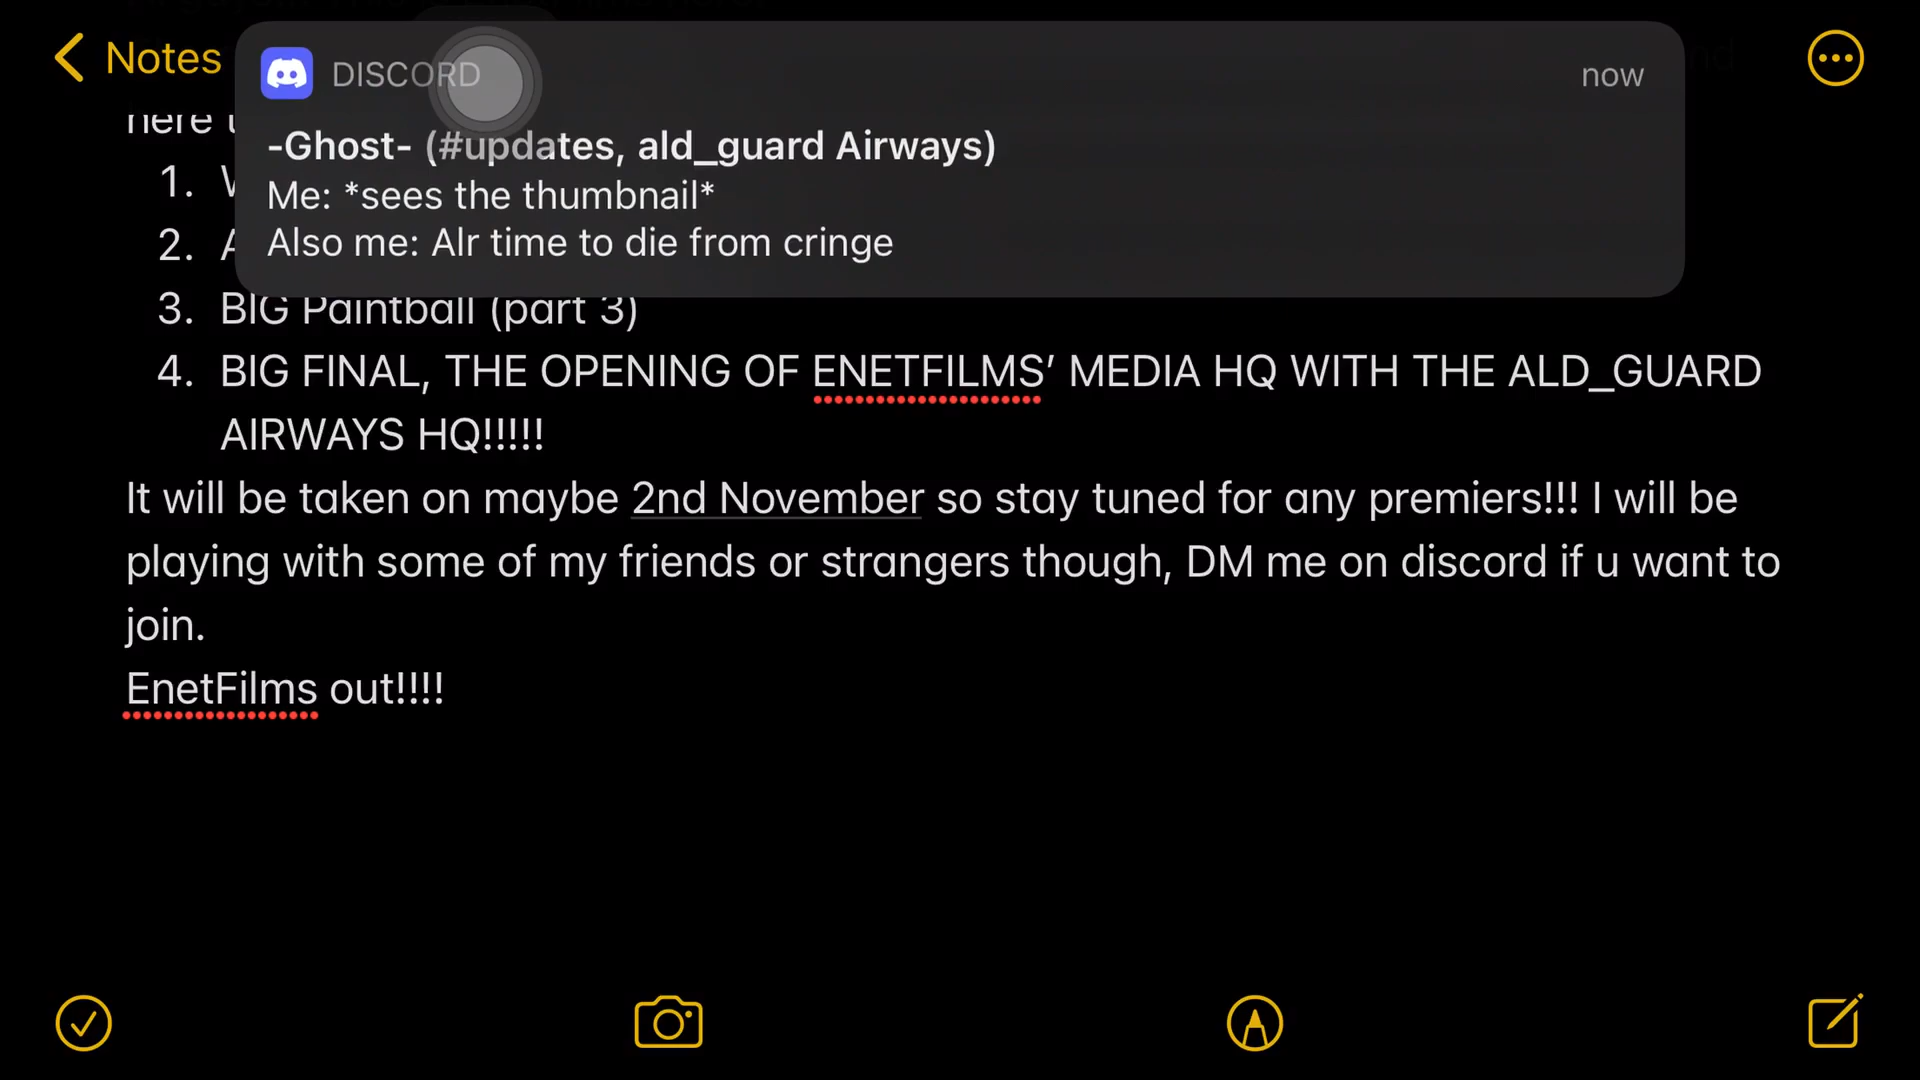 Notes
DISCORD
now
-Ghost- (#updates, ald_guard Airways)
Me: *sees the thumbnail*
Also me: Alr time to die from cringe
here
1.
2.
3. BIG Paintball (part 3)
4. BIG FINAL, THE OPENING OF ENETFILMS’ MEDIA HQ WITH THE ALD_GUARD
AIRWAYS HQ!!!!!
It will be taken on maybe 2nd November so stay tuned for any premiers!!! I will be
playing with some of my friends or strangers though, DM me on discord if u want to
join.
EnetFilms out!!!!